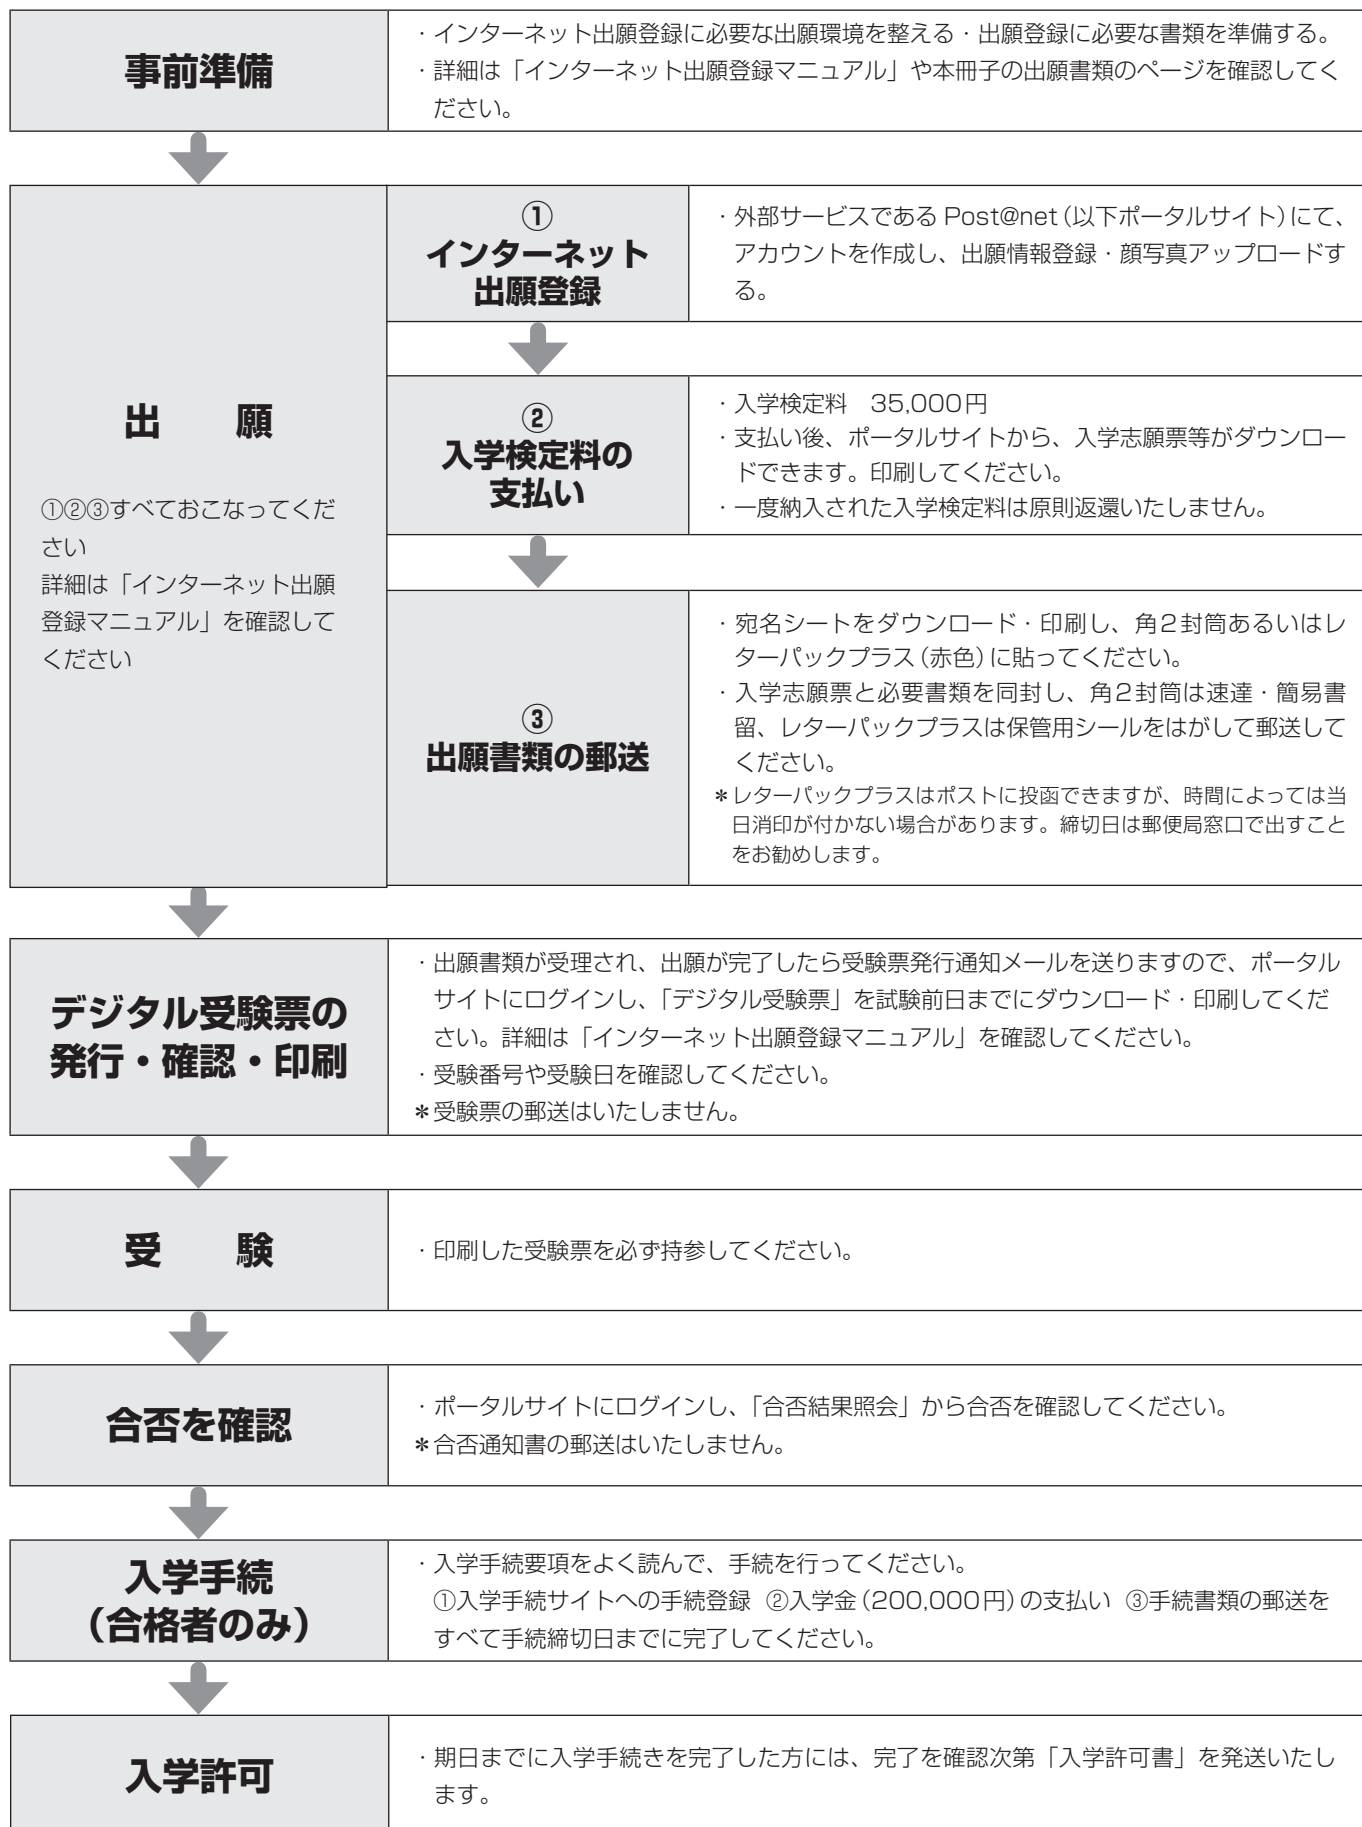 事前準備
・インターネット出願登録に必要な出願環境を整える・出願登録に必要な書類を準備する。
・詳細は「インターネット出願登録マニュアル」や本冊子の出願書類のページを確認してく
ださい。
出　願
①②③すべておこなってくだ
さい
詳細は「インターネット出願
登録マニュアル」を確認して
ください
①
インターネット
出願登録
・外部サービスである Post@net（以下ポータルサイト）にて、
アカウントを作成し、出願情報登録・顔写真アップロードす
る。
②
入学検定料の
支払い
・入学検定料　35,000円
・支払い後、ポータルサイトから、入学志願票等がダウンロー
ドできます。印刷してください。
・一度納入された入学検定料は原則返還いたしません。
③
出願書類の郵送
・宛名シートをダウンロード・印刷し、角2封筒あるいはレ
ターパックプラス（赤色）に貼ってください。
・入学志願票と必要書類を同封し、角2封筒は速達・簡易書
留、レターパックプラスは保管用シールをはがして郵送して
ください。
＊レターパックプラスはポストに投函できますが、時間によっては当
日消印が付かない場合があります。締切日は郵便局窓口で出すこと
をお勧めします。
デジタル受験票の
発行・確認・印刷
・出願書類が受理され、出願が完了したら受験票発行通知メールを送りますので、ポータル
サイトにログインし、「デジタル受験票」を試験前日までにダウンロード・印刷してくだ
さい。詳細は「インターネット出願登録マニュアル」を確認してください。
・受験番号や受験日を確認してください。
＊受験票の郵送はいたしません。
受　験
・印刷した受験票を必ず持参してください。
合否を確認
・ポータルサイトにログインし、「合否結果照会」から合否を確認してください。
＊合否通知書の郵送はいたしません。
入学手続
（合格者のみ）
・入学手続要項をよく読んで、手続を行ってください。
①入学手続サイトへの手続登録 ②入学金（200,000円）の支払い ③手続書類の郵送を
すべて手続締切日までに完了してください。
入学許可
・期日までに入学手続きを完了した方には、完了を確認次第「入学許可書」を発送いたし
ます。